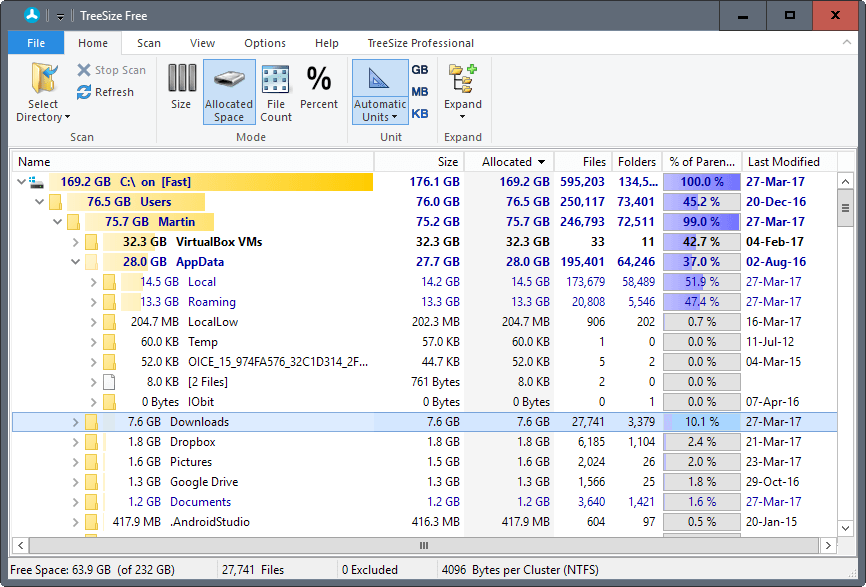 TreeSize Free
File Home Scan View Options Help TreeSize Professional
Select Directory Stop Scan Refresh Size Allocated Space File Count % Percent Automatic Units GB MB KB Expand
Scan Mode Unit Expand
Name Size Allocated Files Folders % of Paren... Last Modified
169.2 GB C:\ on [Fast] 176.1 GB 169.2 GB 595,203 134,5... 100.0 % 27-Mar-17
76.5 GB Users 76.0 GB 76.5 GB 250,117 73,401 45.2 % 20-Dec-16
75.7 GB Martin 75.2 GB 75.7 GB 246,793 72,511 99.0 % 27-Mar-17
32.3 GB VirtualBox VMs 32.3 GB 32.3 GB 33 11 42.7 % 04-Feb-17
28.0 GB AppData 27.7 GB 28.0 GB 195,401 64,246 37.0 % 02-Aug-16
14.5 GB Local 14.2 GB 14.5 GB 173,679 58,489 51.9 % 27-Mar-17
13.3 GB Roaming 13.3 GB 13.3 GB 20,808 5,546 47.4 % 27-Mar-17
204.7 MB LocalLow 202.3 MB 204.7 MB 906 202 0.7 % 16-Mar-17
60.0 KB Temp 57.0 KB 60.0 KB 1 0 0.0 % 11-Jul-12
52.0 KB OICE_15_974FA576_32C1D314_2F... 44.7 KB 52.0 KB 5 2 0.0 % 04-Mar-15
8.0 KB [2 Files] 761 Bytes 8.0 KB 2 0 0.0 %
0 Bytes IObit 0 Bytes 0 Bytes 0 1 0.0 % 07-Apr-16
7.6 GB Downloads 7.6 GB 7.6 GB 27,741 3,379 10.1 % 27-Mar-17
1.8 GB Dropbox 1.8 GB 1.8 GB 6,185 1,104 2.4 % 21-Mar-17
1.6 GB Pictures 1.5 GB 1.6 GB 2,024 26 2.0 % 23-Mar-17
1.3 GB Google Drive 1.3 GB 1.3 GB 1,566 25 1.8 % 29-Oct-16
1.2 GB Documents 1.2 GB 1.2 GB 3,640 1,421 1.6 % 27-Mar-17
417.9 MB .AndroidStudio 416.3 MB 417.9 MB 604 97 0.5 % 20-Jan-15
Free Space: 63.9 GB (of 232 GB) 27,741 Files 0 Excluded 4096 Bytes per Cluster (NTFS)